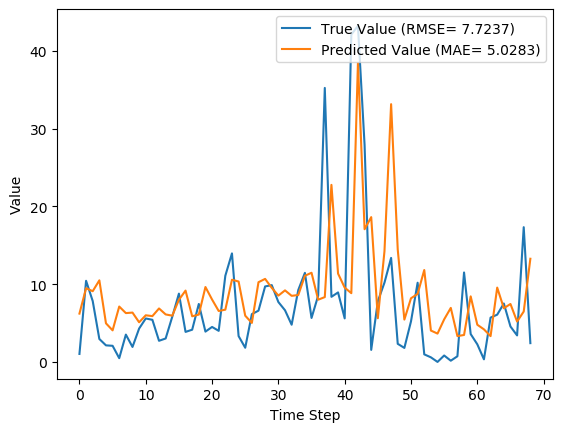 True Value (RMSE= 7.7237)
Predicted Value (MAE= 5.0283)
40
30
20
10
0
Value
0 10 20 30 40 50 60 70
Time Step